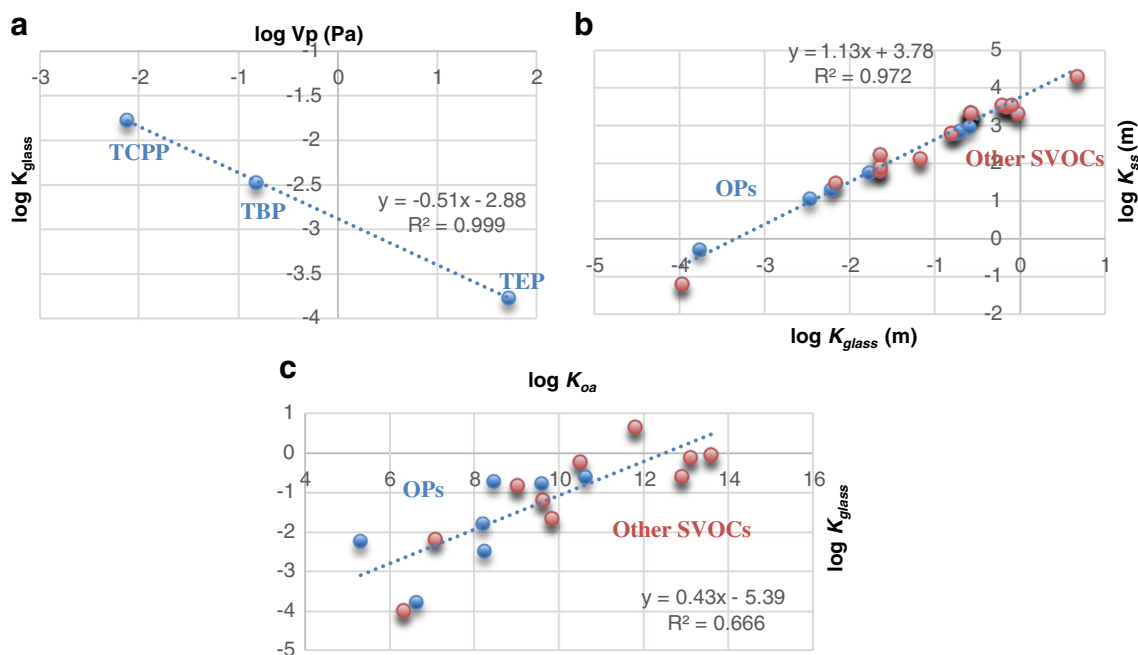 a
log Vp (Pa)
-3 -2 -1 0 1 2
-1
-1.5
-2
-2.5
-3
-3.5
-4
log Kglass
TCPP
TBP
TEP
y = -0.51x - 2.88
R² = 0.999
b
y = 1.13x + 3.78
R² = 0.972
5
4
3
2
1
0
-1
-2
-5 -4 -3 -2 -1 0 1
OPs
Other SVOCs
log Kss (m)
log Kglass (m)
c
log Koa
1
0
-1
-2
-3
-4
-5
4 6 8 10 12 14 16
OPs
Other SVOCs
log Kglass
y = 0.43x - 5.39
R² = 0.666